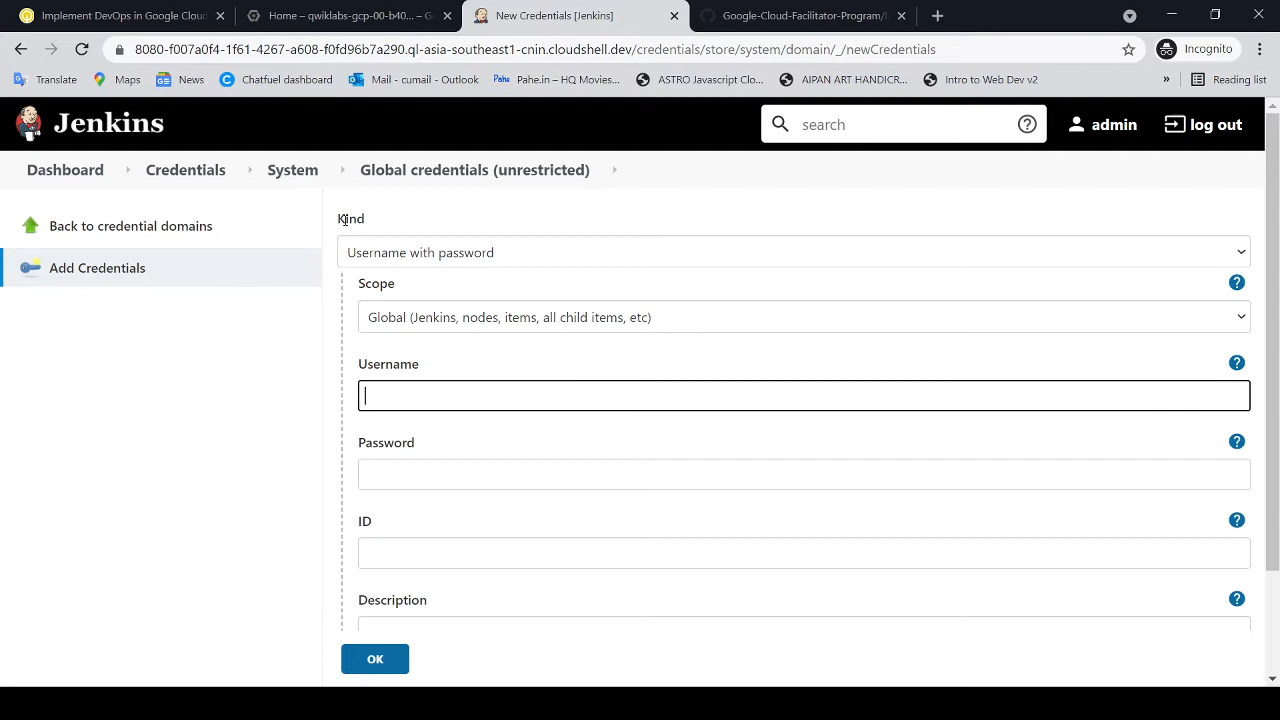 Implement DevOps in Google Cloud
Home – qwiklabs-gcp-00-b40... – G
New Credentials [Jenkins]
Google-Cloud-Facilitator-Program/
8080-f007a0f4-1f61-4267-a608-f0fd96b7a290.ql-asia-southeast1-cnin.cloudshell.dev/credentials/store/system/domain/_/newCredentials
Incognito
Translate
Maps
News
Chatfuel dashboard
Mail - cumail - Outlook
Pahe.in – HQ Movies...
ASTRO Javascript Clo...
AIPAN ART HANDICR...
Intro to Web Dev v2
»
Reading list
Jenkins
search
admin
log out
Dashboard
Credentials
System
Global credentials (unrestricted)
Back to credential domains
Add Credentials
Kind
Username with password
Scope
Global (Jenkins, nodes, items, all child items, etc)
Username
Password
ID
Description
OK